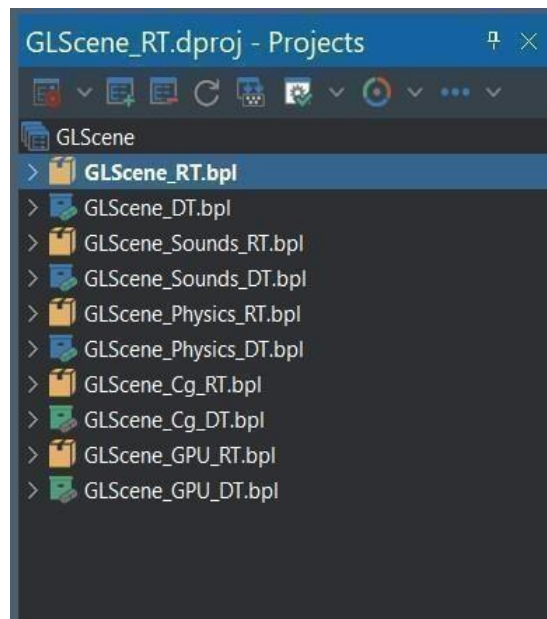 GLScene_RT.dproj - Projects
GLScene
GLScene_RT.bpl
GLScene_DT.bpl
GLScene_Sounds_RT.bpl
GLScene_Sounds_DT.bpl
GLScene_Physics_RT.bpl
GLScene_Physics_DT.bpl
GLScene_Cg_RT.bpl
GLScene_Cg_DT.bpl
GLScene_GPU_RT.bpl
GLScene_GPU_DT.bpl